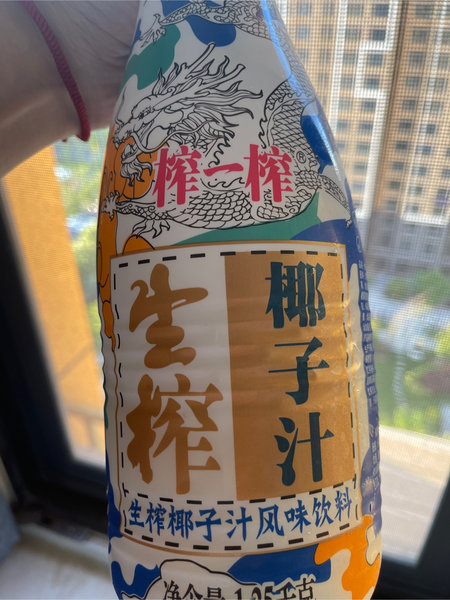 榨一榨
生榨
椰子汁
生榨椰子汁风味饮料
净含量 1.25千克